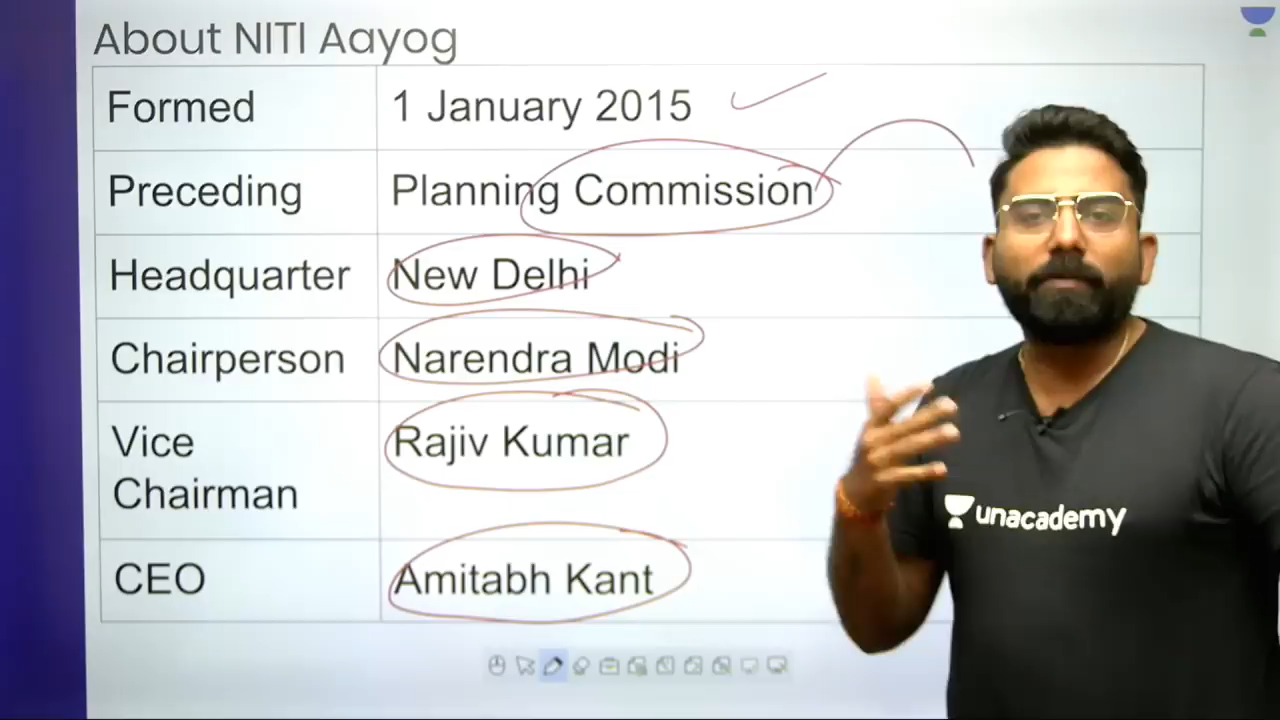 About NITI Aayog
Formed 1 January 2015
Preceding Planning Commission
Headquarter New Delhi
Chairperson Narendra Modi
Vice Rajiv Kumar
Chairman
CEO Amitabh Kant
unacademy